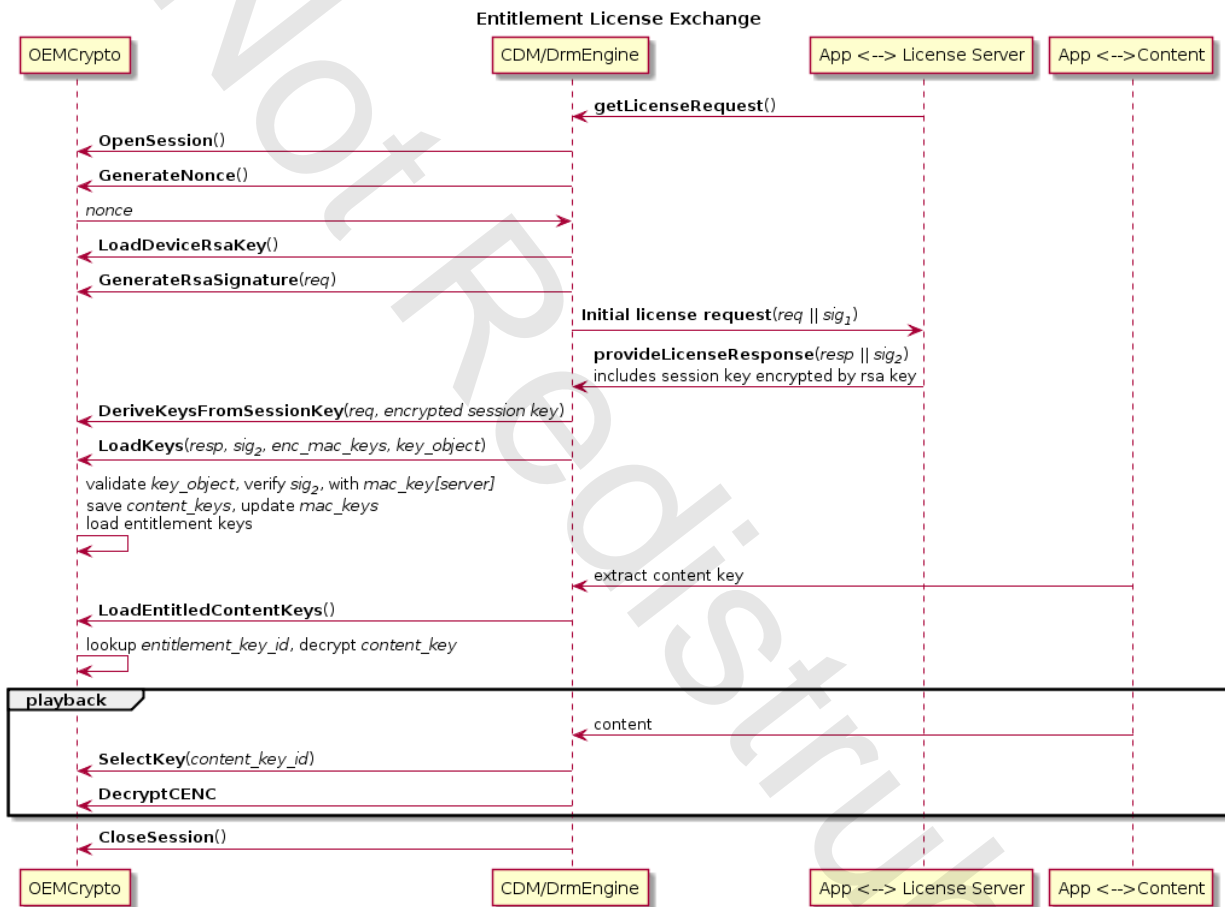 Entitlement License Exchange
OEMCrypto
CDM/DrmEngine
App <--> License Server
App <-->Content
getLicenseRequest()
OpenSession()
GenerateNonce()
nonce
LoadDeviceRsaKey()
GenerateRsaSignature(req)
Initial license request(req || sig1)
provideLicenseResponse(resp || sig2)
includes session key encrypted by rsa key
DeriveKeysFromSessionKey(req, encrypted session key)
LoadKeys(resp, sig2, enc_mac_keys, key_object)
validate key_object, verify sig2, with mac_key[server]
save content_keys, update mac_keys
load entitlement keys
extract content key
LoadEntitledContentKeys()
lookup entitlement_key_id, decrypt content_key
playback
content
SelectKey(content_key_id)
DecryptCENC
CloseSession()
OEMCrypto
CDM/DrmEngine
App <--> License Server
App <-->Content
Not Redistrib